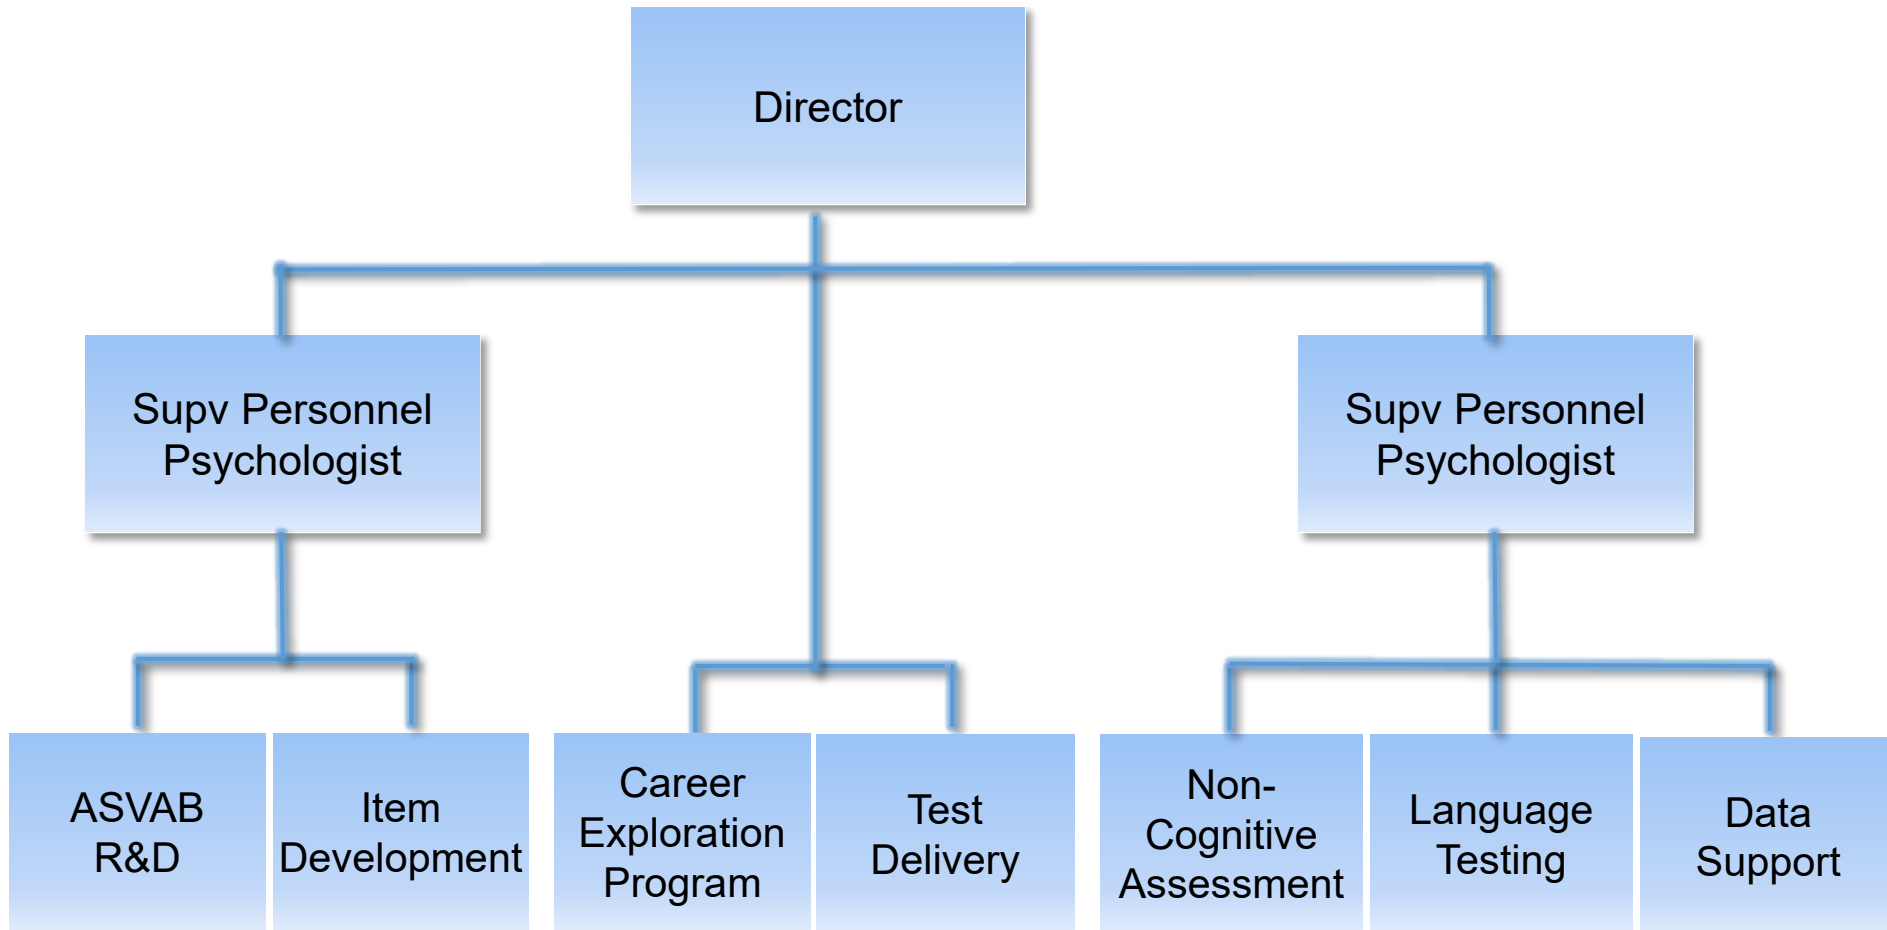 Director
Supv Personnel
Psychologist
Supv Personnel
Psychologist
ASVAB
R&D
Item
Development
Career
Exploration
Program
Test
Delivery
Non-
Cognitive
Assessment
Language
Testing
Data
Support